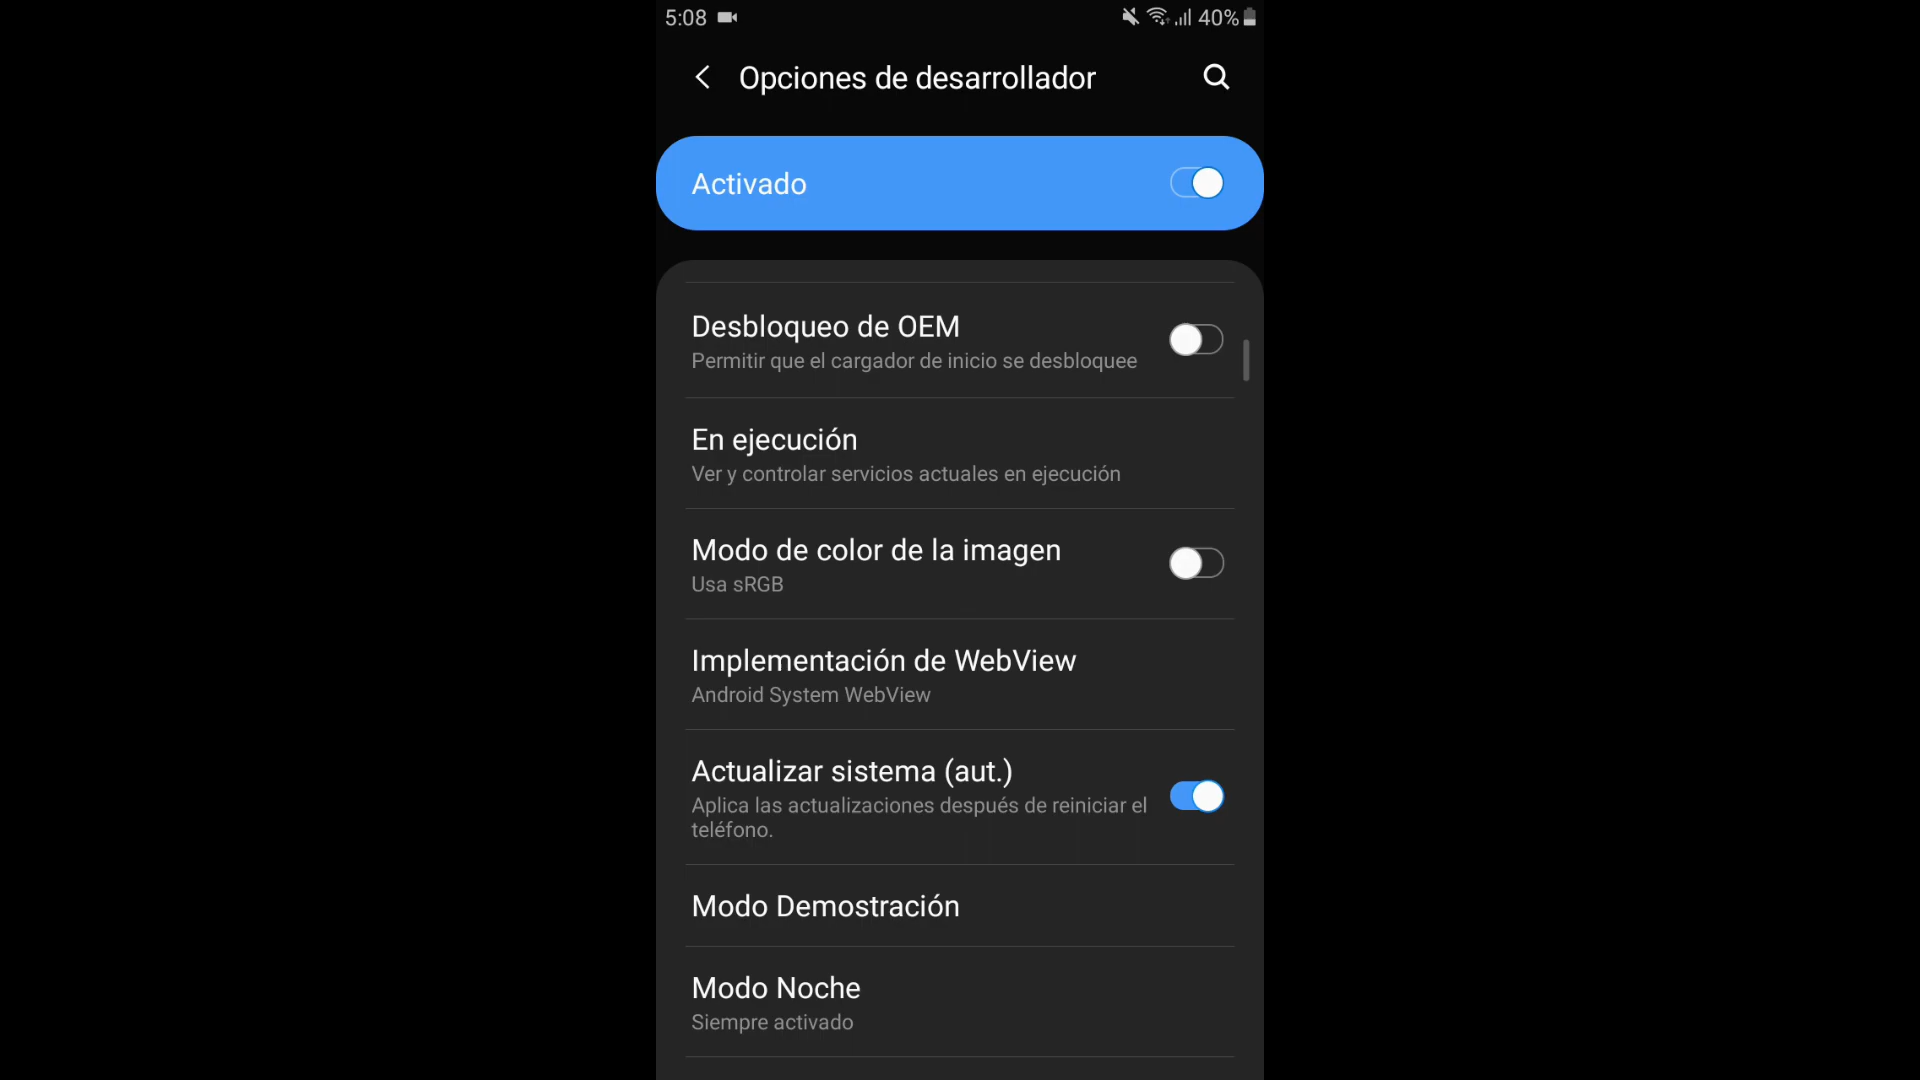 5:08 40%
Opciones de desarrollador
Activado
Desbloqueo de OEM
Permitir que el cargador de inicio se desbloquee
En ejecución
Ver y controlar servicios actuales en ejecución
Modo de color de la imagen
Usa sRGB
Implementación de WebView
Android System WebView
Actualizar sistema (aut.)
Aplica las actualizaciones después de reiniciar el
teléfono.
Modo Demostración
Modo Noche
Siempre activado